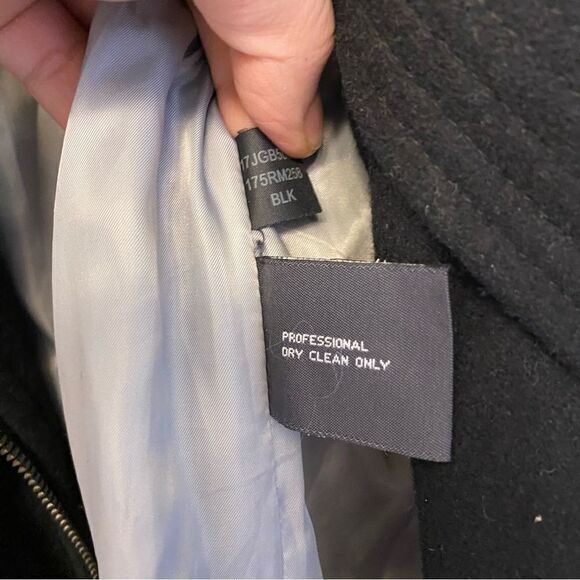 175RM258
BLK
PROFESSIONAL
DRY CLEAN ONLY